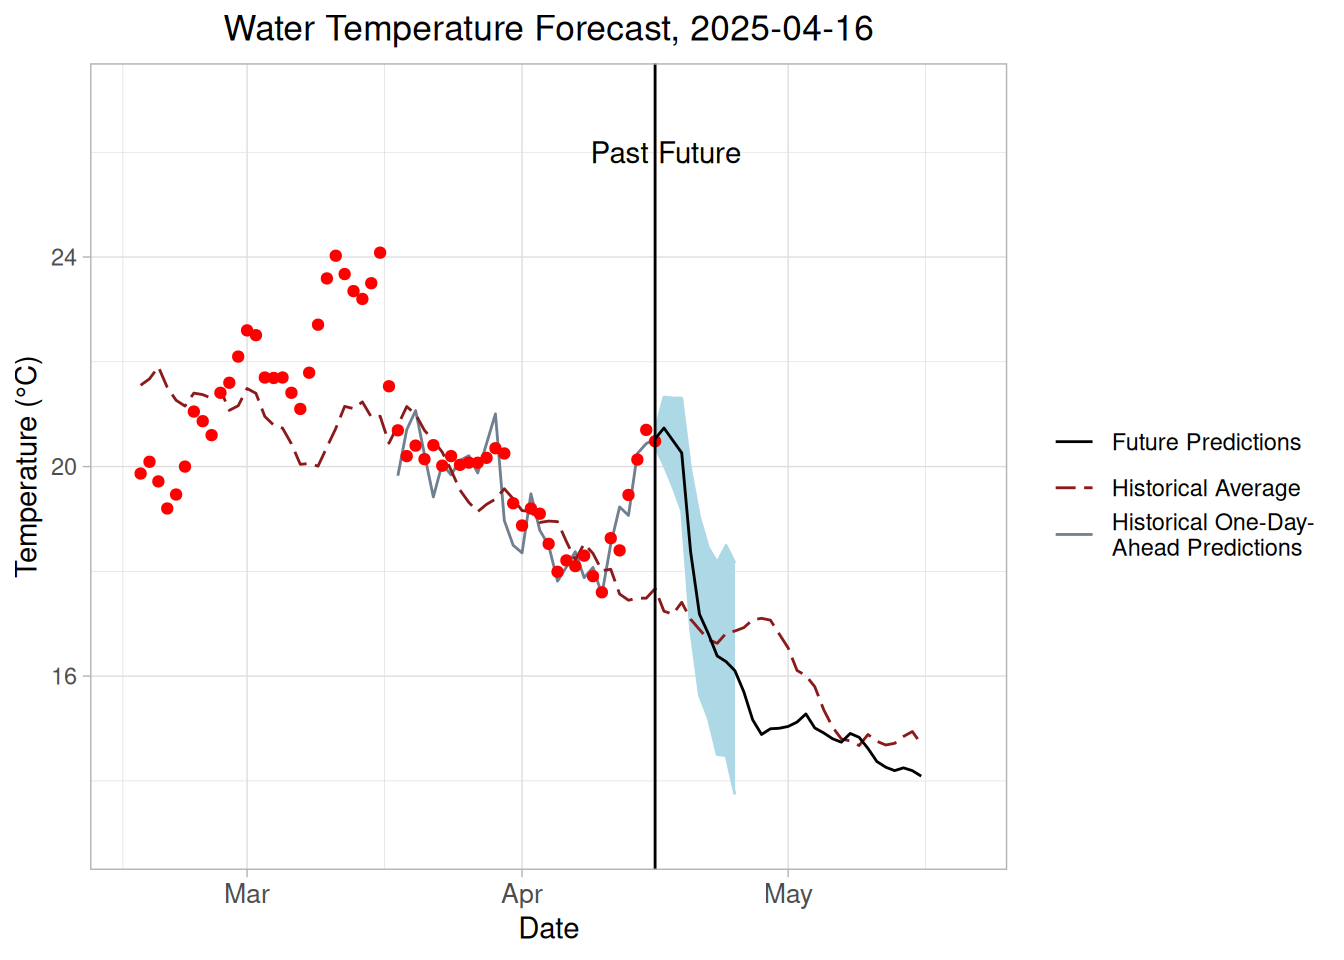 Water Temperature Forecast, 2025-04-16
Past Future
24
20
16
Temperature (°C)
Mar Apr May
Date
Future Predictions
Historical Average
Historical One-Day-
Ahead Predictions